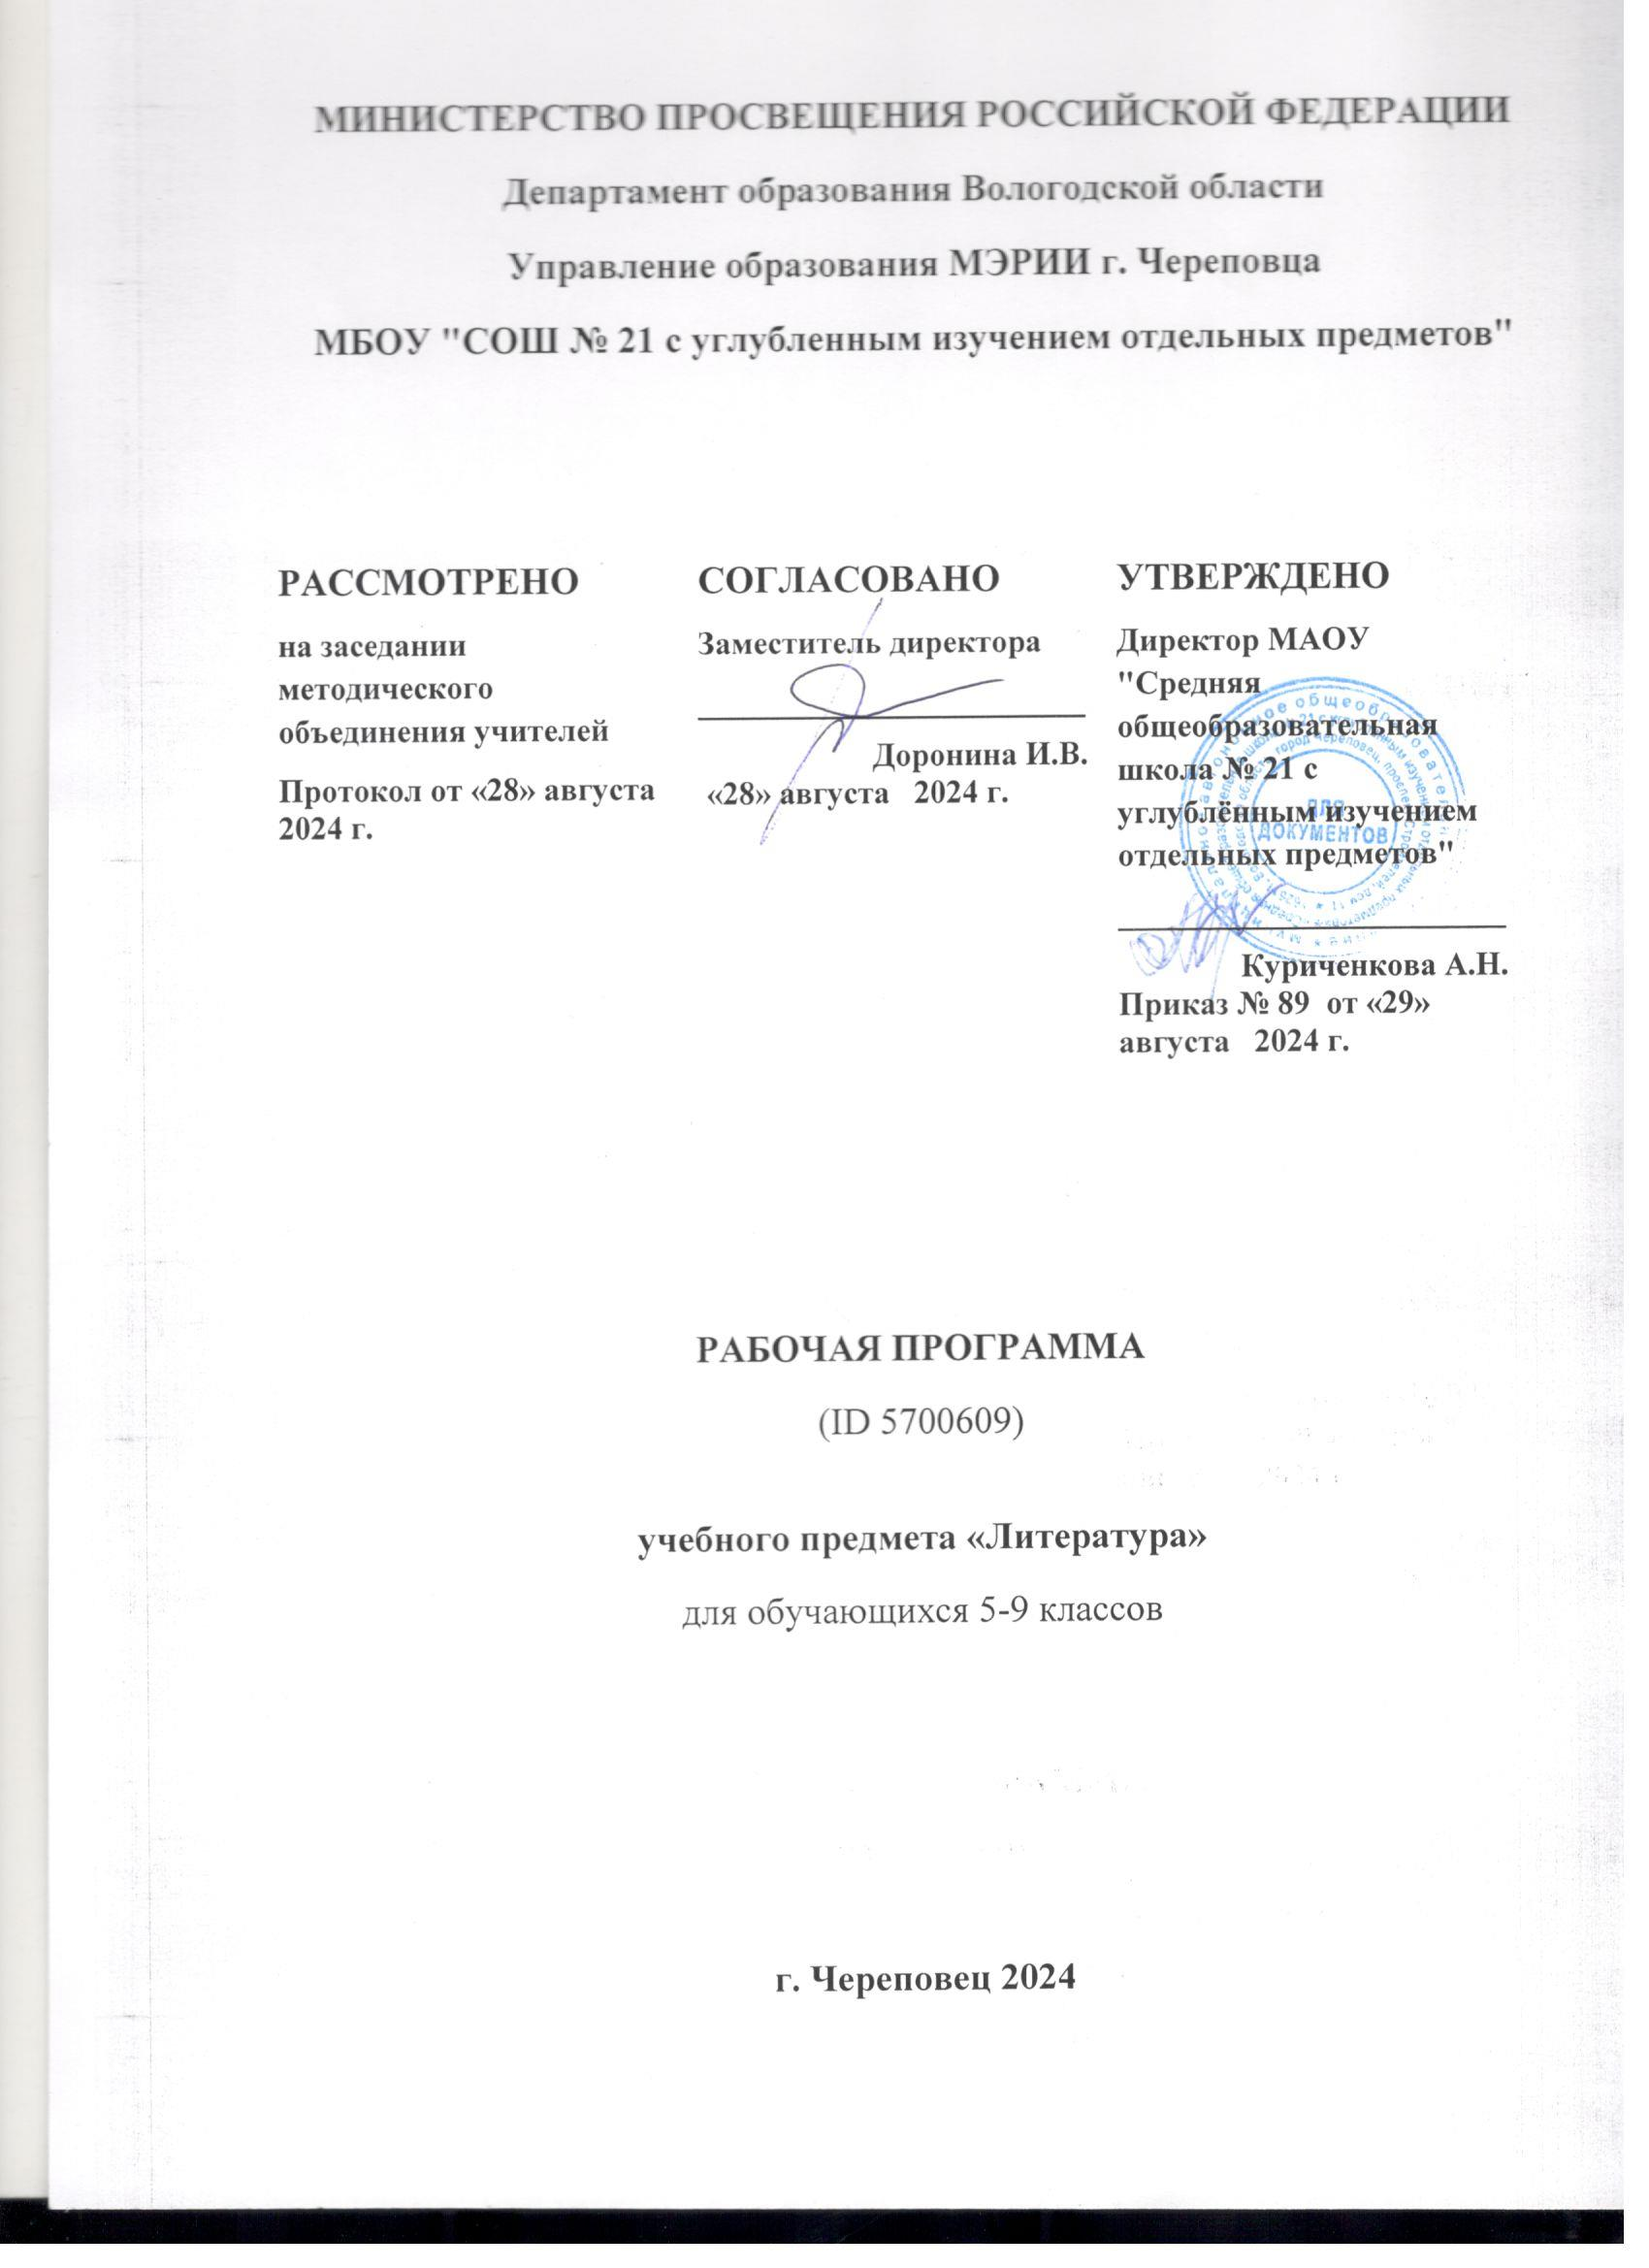 МИНИСТЕРСТВО ПРОСВЕЩЕНИЯ РОССИЙСКОЙ ФЕДЕРАЦИИ
Департамент образования Вологодской области
Управление образования МЭРИИ г. Череповца
МБОУ "СОШ № 21 с углубленным изучением отдельных предметов"
РАССМОТРЕНО
на заседании
методического
объединения учителей
Протокол от «28» августа
2024 г.
СОГЛАСОВАНО
Заместитель директора
Доронина И.В.
«28» августа 2024 г.
УТВЕРЖДЕНО
Директор МАОУ
"Средняя
общеобразовательная
школа № 21 с
углублённым изучением
отдельных предметов"
Куриченкова А.Н.
Приказ № 89 от «29»
августа 2024 г.
ДЛЯ
ДОКУМЕНТОВ
РАБОЧАЯ ПРОГРАММА
(ID 5700609)
учебного предмета «Литература»
для обучающихся 5-9 классов
г. Череповец 2024